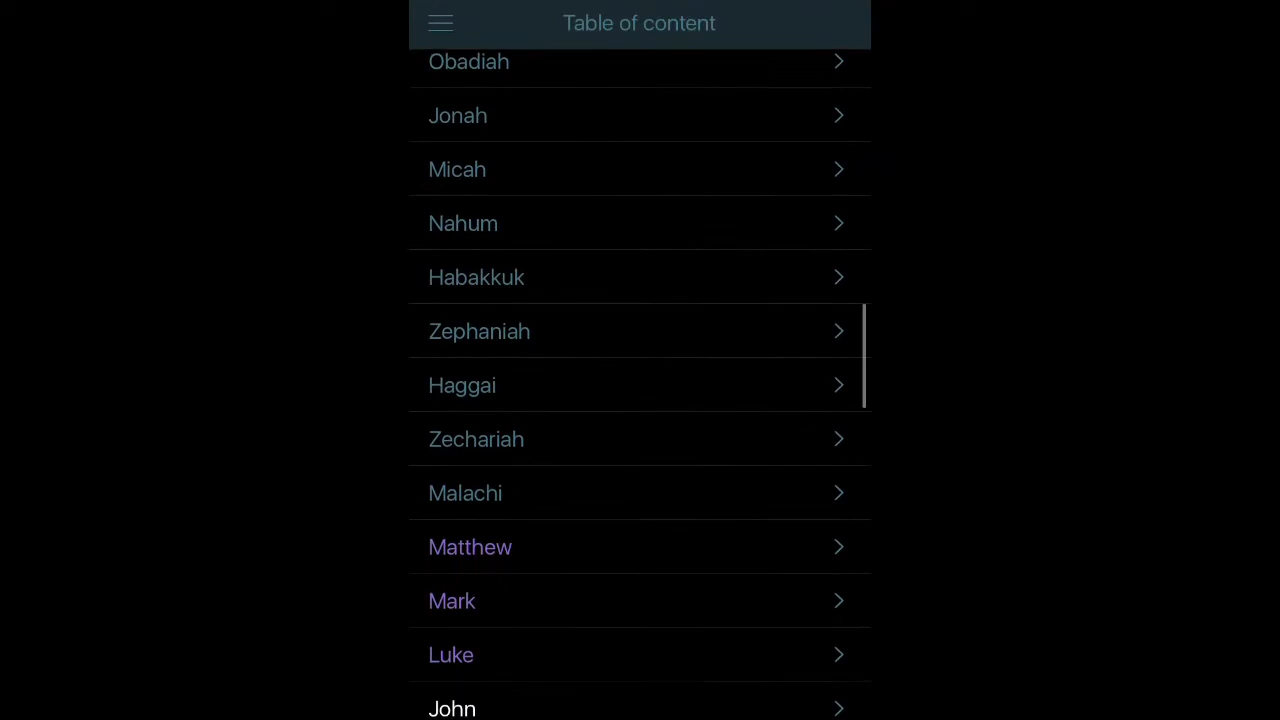 Table of content
Obadiah
Jonah
Micah
Nahum
Habakkuk
Zephaniah
Haggai
Zechariah
Malachi
Matthew
Mark
Luke
John